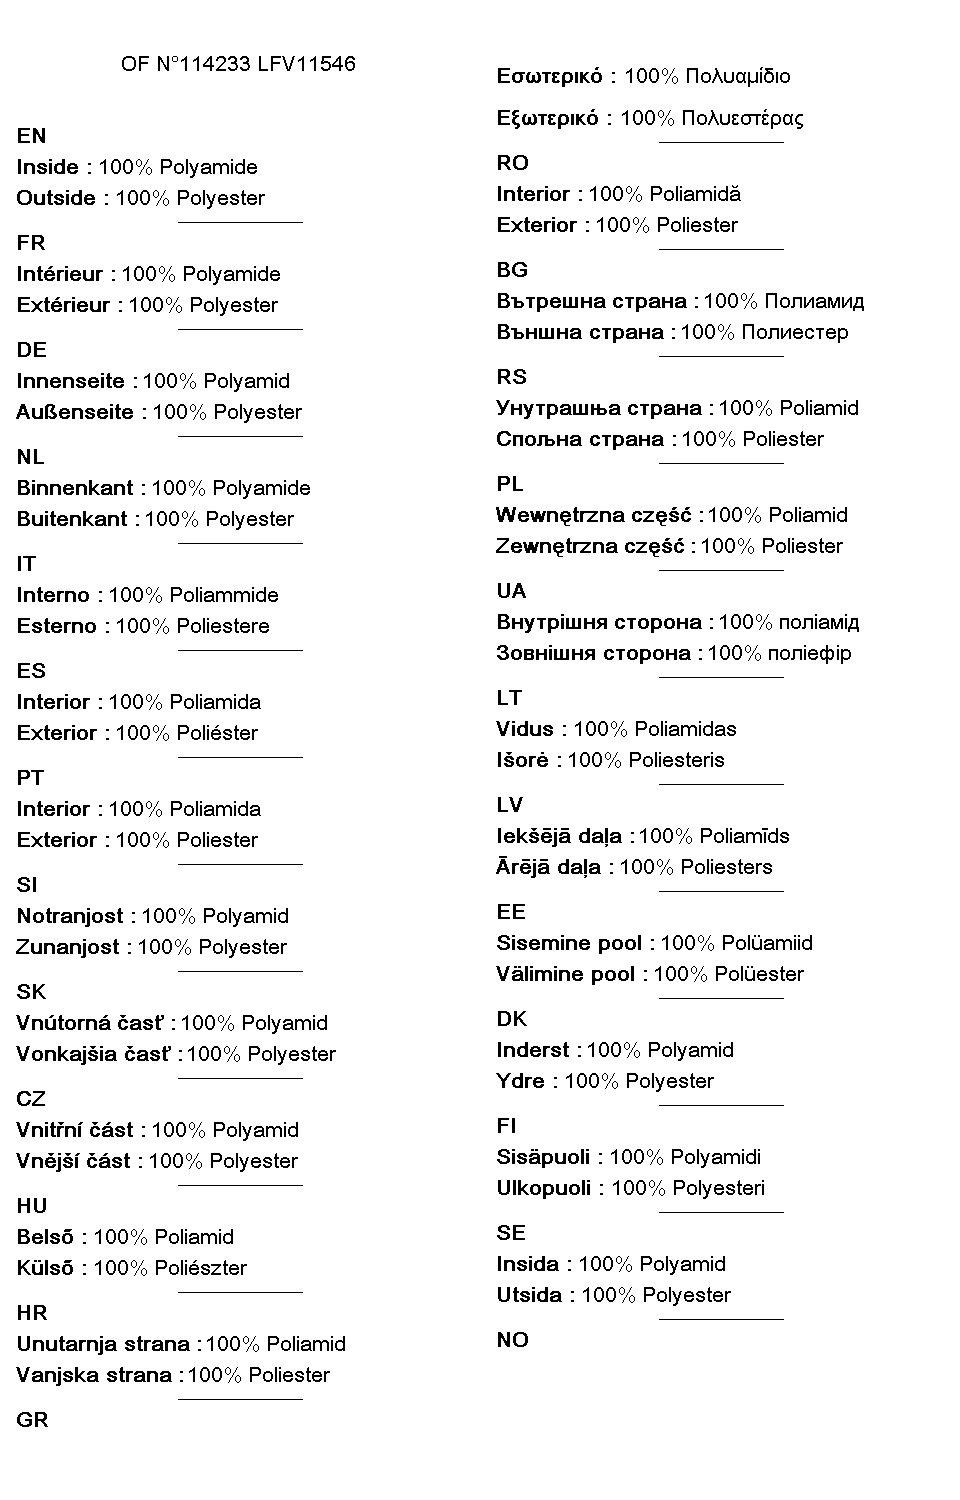 OF N°114233 LFV11546
EN
Inside : 100% Polyamide
Outside : 100% Polyester
FR
Intérieur : 100% Polyamide
Extérieur : 100% Polyester
DE
Innenseite : 100% Polyamid
Außenseite : 100% Polyester
NL
Binnenkant : 100% Polyamide
Buitenkant : 100% Polyester
IT
Interno : 100% Poliammide
Esterno : 100% Poliestere
ES
Interior : 100% Poliamida
Exterior : 100% Poliéster
PT
Interior : 100% Poliamida
Exterior : 100% Poliester
SI
Notranjost : 100% Polyamid
Zunanjost : 100% Polyester
SK
Vnútorná časť : 100% Polyamid
Vonkajšia časť : 100% Polyester
CZ
Vnitřní část : 100% Polyamid
Vnější část : 100% Polyester
HU
Belső : 100% Poliamid
Külső : 100% Poliészter
HR
Unutarnja strana : 100% Poliamid
Vanjska strana : 100% Poliester
GR
Εσωτερικό : 100% Πολυαμίδιο
Εξωτερικό : 100% Πολυεστέρας
RO
Interior : 100% Poliamidă
Exterior : 100% Poliester
BG
Вътрешна страна : 100% Полиамид
Външна страна : 100% Полиестер
RS
Унутрашња страна : 100% Poliamid
Спољна страна : 100% Poliester
PL
Wewnętrzna część : 100% Poliamid
Zewnętrzna część : 100% Poliester
UA
Внутрішня сторона : 100% поліамід
Зовнішня сторона : 100% поліефір
LT
Vidus : 100% Poliamidas
Išorė : 100% Poliesteris
LV
Iekšējā daļa : 100% Poliamīds
Ārējā daļa : 100% Poliesters
EE
Sisemine pool : 100% Polüamiid
Välimine pool : 100% Polüester
DK
Inderst : 100% Polyamid
Ydre : 100% Polyester
FI
Sisäpuoli : 100% Polyamidi
Ulkopuoli : 100% Polyesteri
SE
Insida : 100% Polyamid
Utsida : 100% Polyester
NO